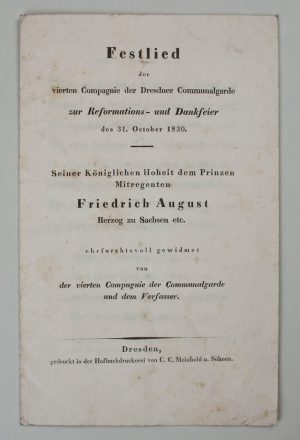 Festlied
der
vierten Compagnie der Dresdner Communalgarde
zur Reformations- und Dankfeier
des 31. October 1830.
Seiner Königlichen Hoheit dem Prinzen
Mitregenten
Friedrich August
Herzog zu Sachsen etc.
ehrfurchtsvoll gewidmet
von
der vierten Compagnie der Communalgarde
und dem Verfasser.
Dresden,
gedruckt in der Hofbuchdruckerei von C. C. Meinhold u. Söhnen.